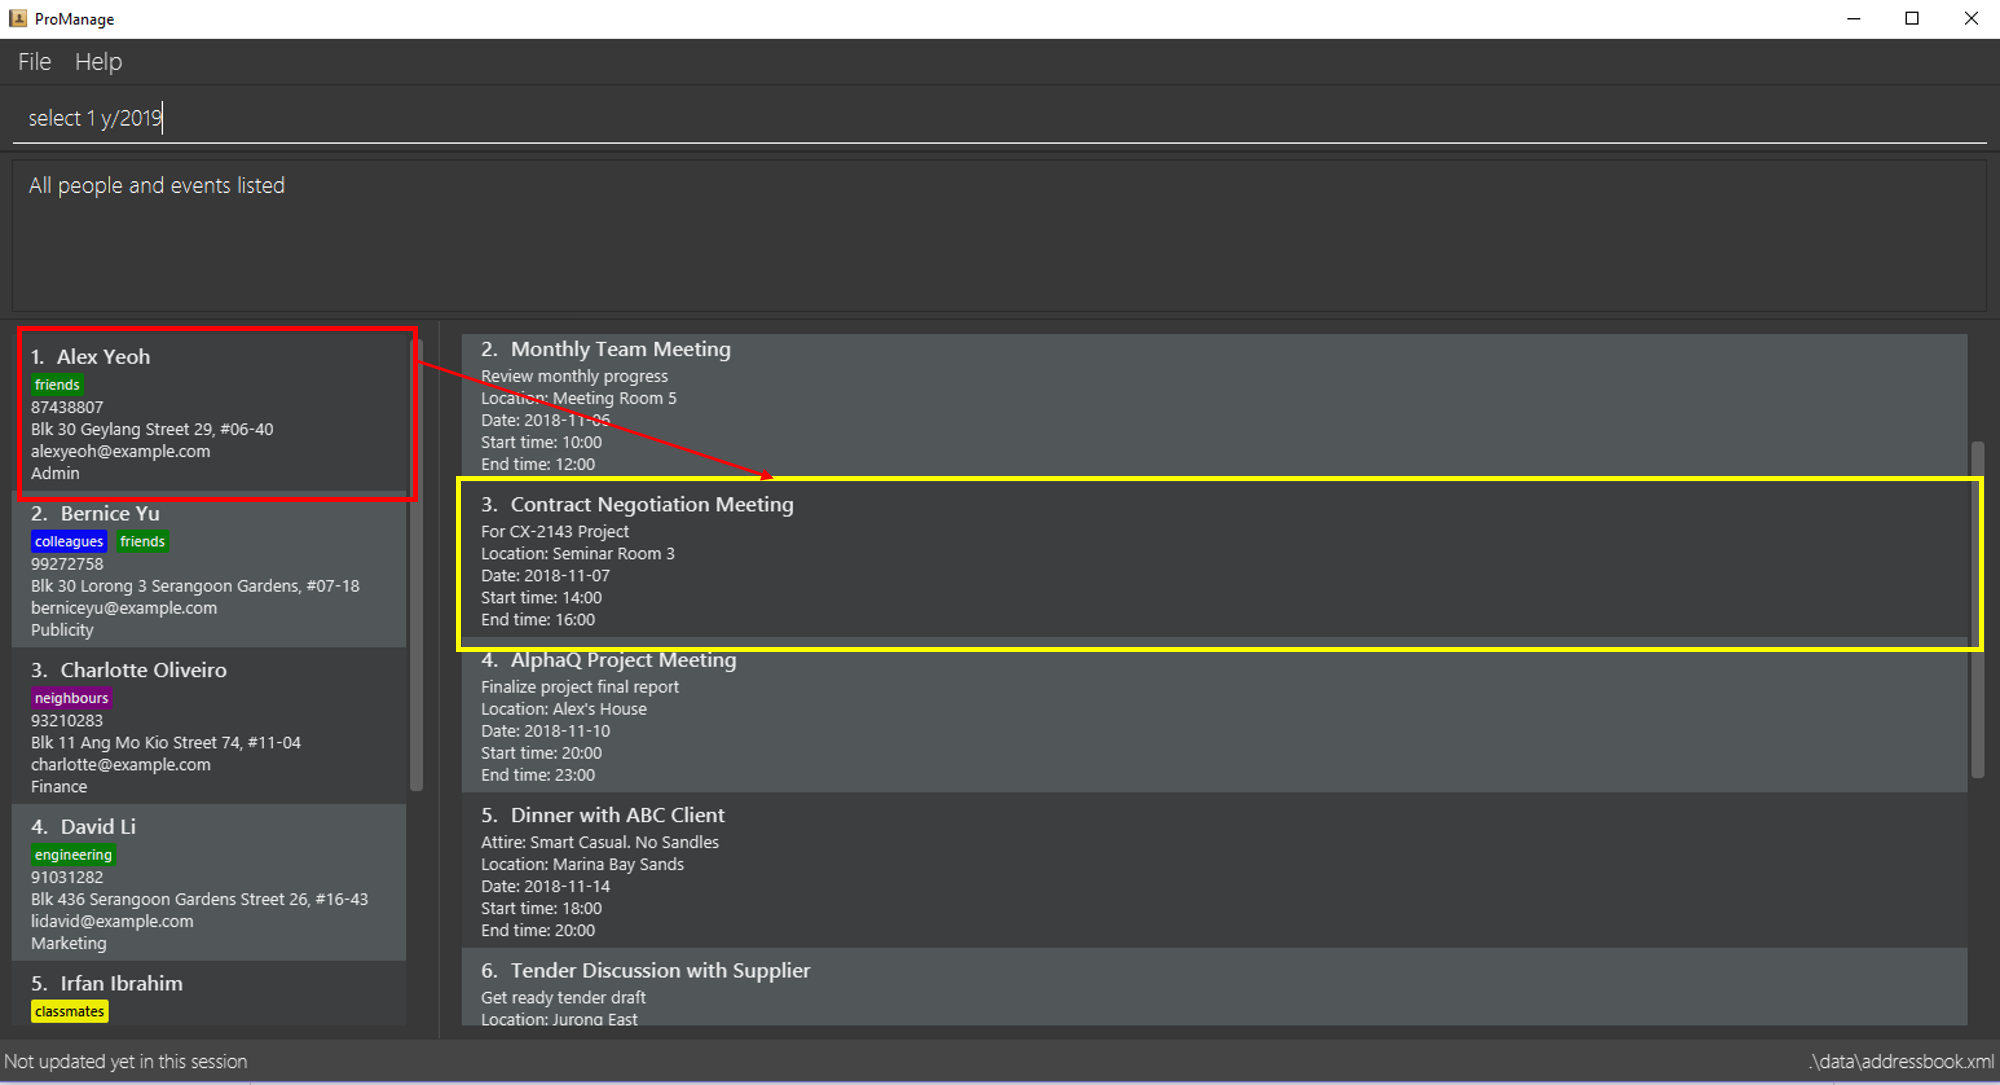 ProManage
File Help
select 1 y/2019
All people and events listed
1. Alex Yeoh
friends
87438807
Blk 30 Geylang Street 29, #06-40
alexyeoh@example.com
Admin
2. Bernice Yu
colleagues friends
99272758
Blk 30 Lorong 3 Serangoon Gardens, #07-18
berniceyu@example.com
Publicity
3. Charlotte Oliveiro
neighbours
93210283
Blk 11 Ang Mo Kio Street 74, #11-04
charlotte@example.com
Finance
4. David Li
engineering
91031282
Blk 436 Serangoon Gardens Street 26, #16-43
lidavid@example.com
Marketing
5. Irfan Ibrahim
classmates
2. Monthly Team Meeting
Review monthly progress
Location: Meeting Room 5
Date: 2018-11-06
Start time: 10:00
End time: 12:00
3. Contract Negotiation Meeting
For CX-2143 Project
Location: Seminar Room 3
Date: 2018-11-07
Start time: 14:00
End time: 16:00
4. AlphaQ Project Meeting
Finalize project final report
Location: Alex's House
Date: 2018-11-10
Start time: 20:00
End time: 23:00
5. Dinner with ABC Client
Attire: Smart Casual. No Sandles
Location: Marina Bay Sands
Date: 2018-11-14
Start time: 18:00
End time: 20:00
6. Tender Discussion with Supplier
Get ready tender draft
Location: Jurong East
Not updated yet in this session
.\data\addressbook.xml